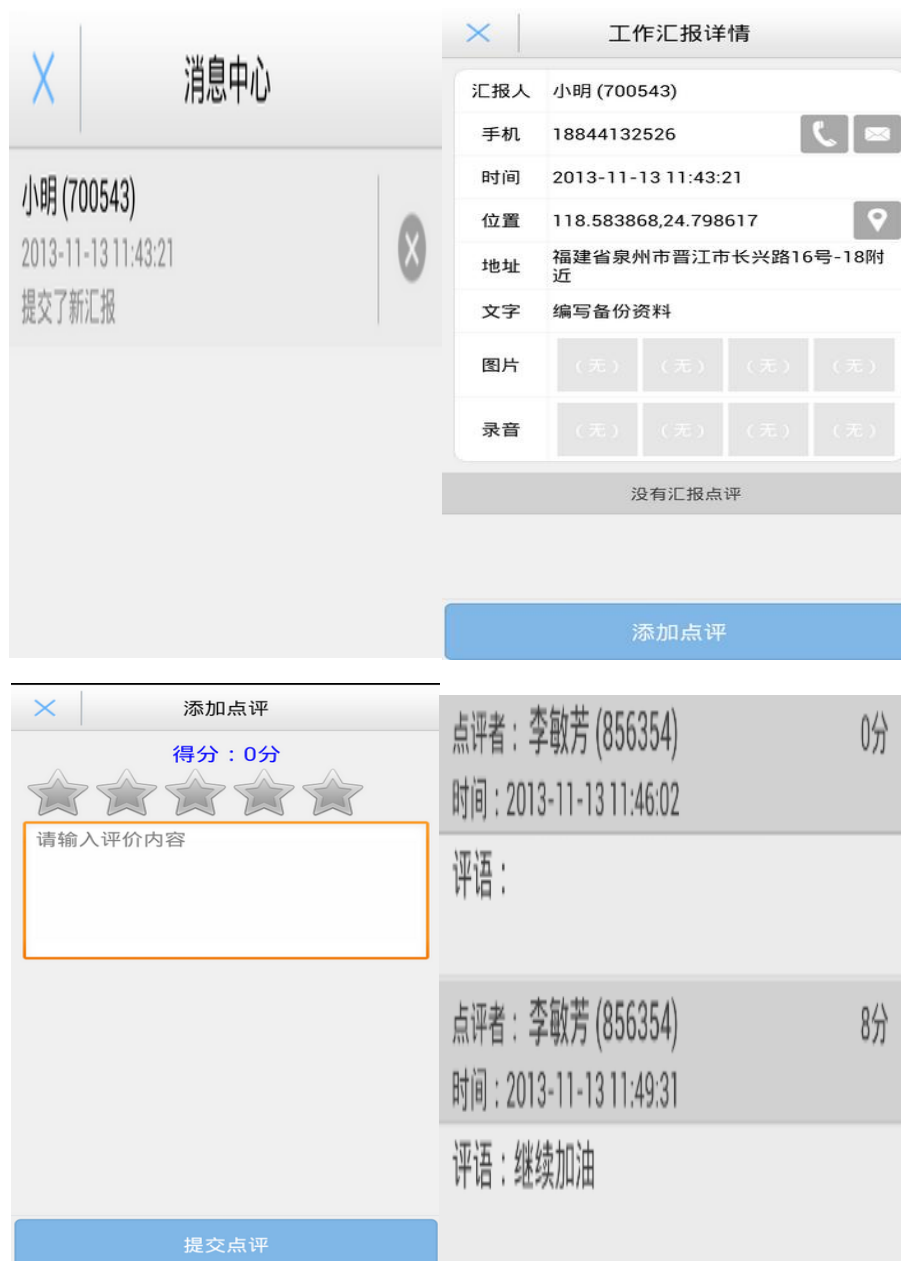 消息中心
小明 (700543)
2013-11-13 11:43:21
提交了新汇报
工作汇报详情
汇报人 小明 (700543)
手机 18844132526
时间 2013-11-13 11:43:21
位置 118.583868,24.798617
地址 福建省泉州市晋江市长兴路16号-18附
近
文字 编写备份资料
图片 (无) (无) (无) (无)
录音 (无) (无) (无) (无)
没有汇报点评
添加点评
添加点评
得分：0分
请输入评价内容
提交点评
点评者：李敏芳 (856354) 0分
时间：2013-11-13 11:46:02
评语：
点评者：李敏芳 (856354) 8分
时间：2013-11-13 11:49:31
评语：继续加油